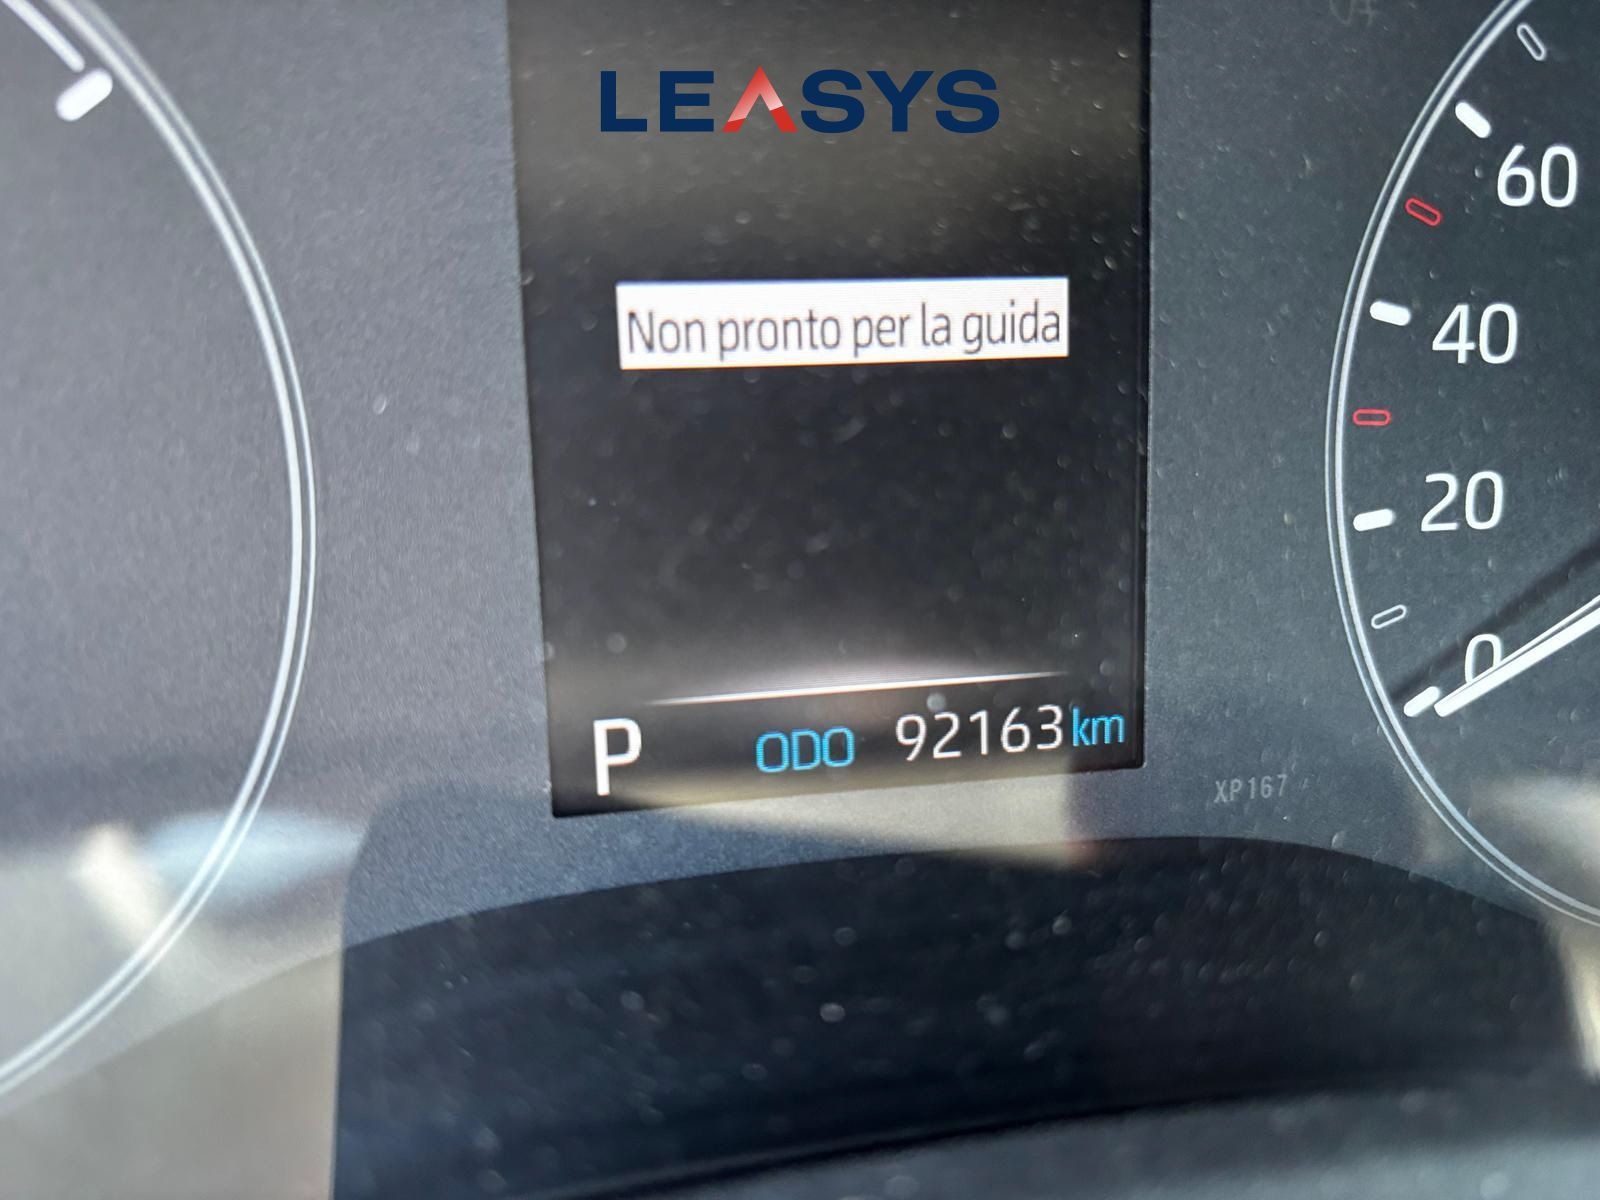 LEASYS
60
Non pronto per la guida
40
20
0
P ODO 92163 km
XP167